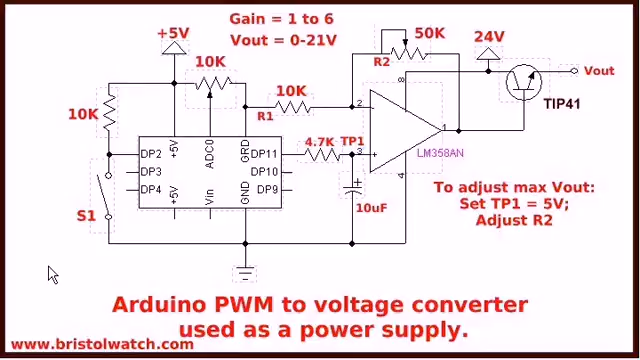 Gain = 1 to 6
Vout = 0-21V
+5V
10K
50K
R2
24V
Vout
TIP41
10K
R1
10K
2
8
1
3
4
LM358AN
4.7K
TP1
10uF
+
DP2
DP3
DP4
+5V
ADC0
GRD
DP11
DP10
DP9
+5V
Vin
GND
S1
To adjust max Vout:
Set TP1 = 5V;
Adjust R2
Arduino PWM to voltage converter
used as a power supply.
www.bristolwatch.com